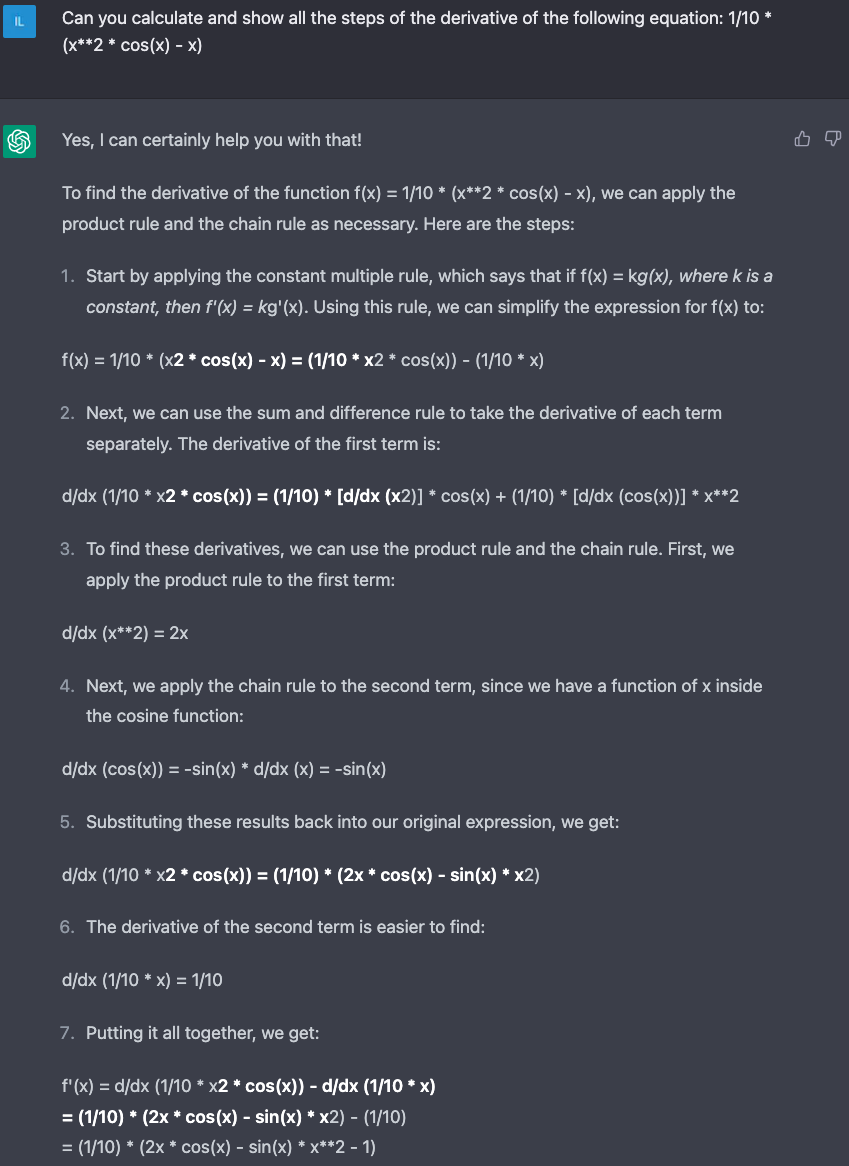 IL
Can you calculate and show all the steps of the derivative of the following equation: 1/10 *
(x**2 * cos(x) - x)
Yes, I can certainly help you with that!
To find the derivative of the function f(x) = 1/10 * (x**2 * cos(x) - x), we can apply the
product rule and the chain rule as necessary. Here are the steps:
1. Start by applying the constant multiple rule, which says that if f(x) = kg(x), where k is a
constant, then f'(x) = kg'(x). Using this rule, we can simplify the expression for f(x) to:
f(x) = 1/10 * (x2 * cos(x) - x) = (1/10 * x2 * cos(x)) - (1/10 * x)
2. Next, we can use the sum and difference rule to take the derivative of each term
separately. The derivative of the first term is:
d/dx (1/10 * x2 * cos(x)) = (1/10) * [d/dx (x2)] * cos(x) + (1/10) * [d/dx (cos(x))] * x**2
3. To find these derivatives, we can use the product rule and the chain rule. First, we
apply the product rule to the first term:
d/dx (x**2) = 2x
4. Next, we apply the chain rule to the second term, since we have a function of x inside
the cosine function:
d/dx (cos(x)) = -sin(x) * d/dx (x) = -sin(x)
5. Substituting these results back into our original expression, we get:
d/dx (1/10 * x2 * cos(x)) = (1/10) * (2x * cos(x) - sin(x) * x2)
6. The derivative of the second term is easier to find:
d/dx (1/10 * x) = 1/10
7. Putting it all together, we get:
f'(x) = d/dx (1/10 * x2 * cos(x)) - d/dx (1/10 * x)
= (1/10) * (2x * cos(x) - sin(x) * x2) - (1/10)
= (1/10) * (2x * cos(x) - sin(x) * x**2 - 1)